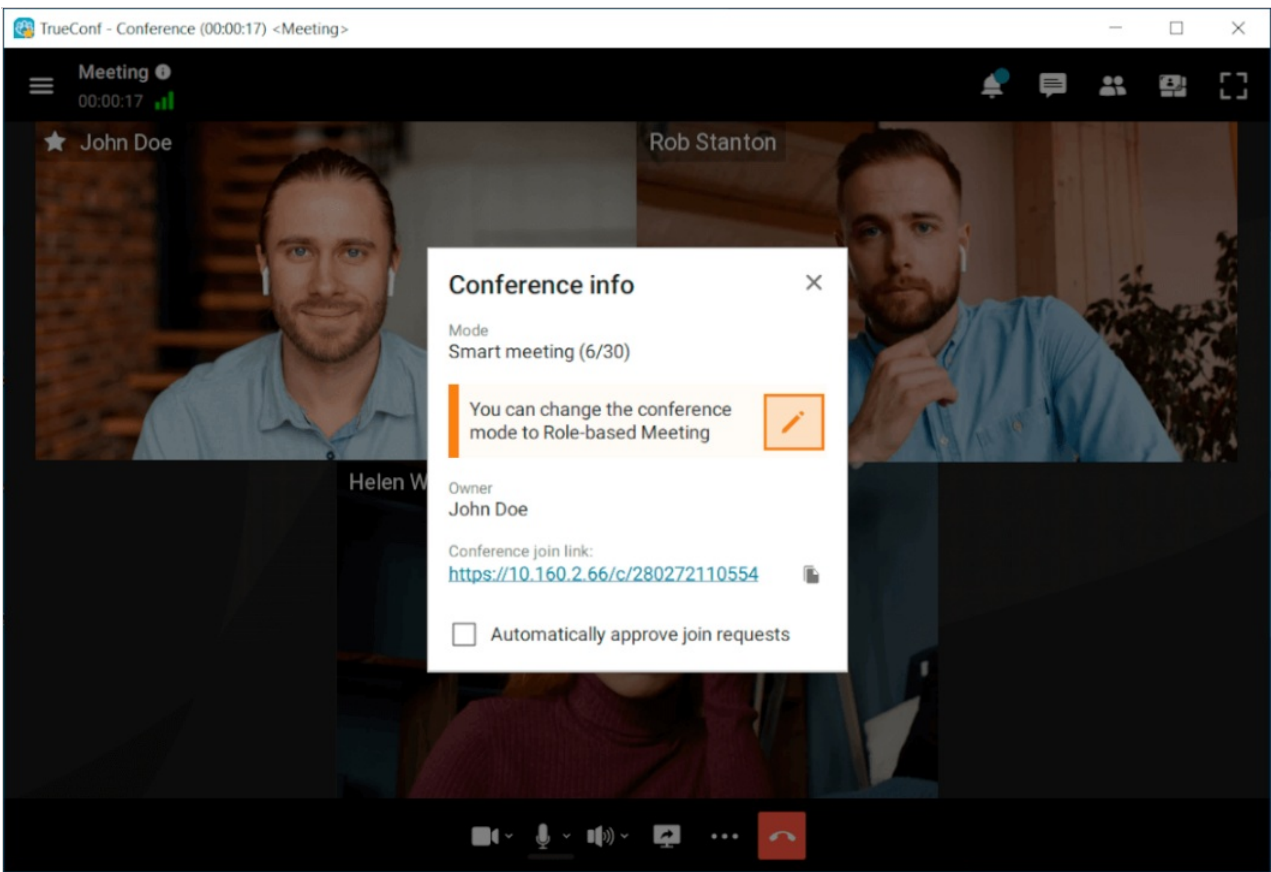 TrueConf - Conference (00:00:17) <Meeting>
Meeting
00:00:17
John Doe
Rob Stanton
Conference info
Mode
Smart meeting (6/30)
You can change the conference
mode to Role-based Meeting
Helen W
Owner
John Doe
Conference join link:
https://10.160.2.66/c/280272110554
Automatically approve join requests